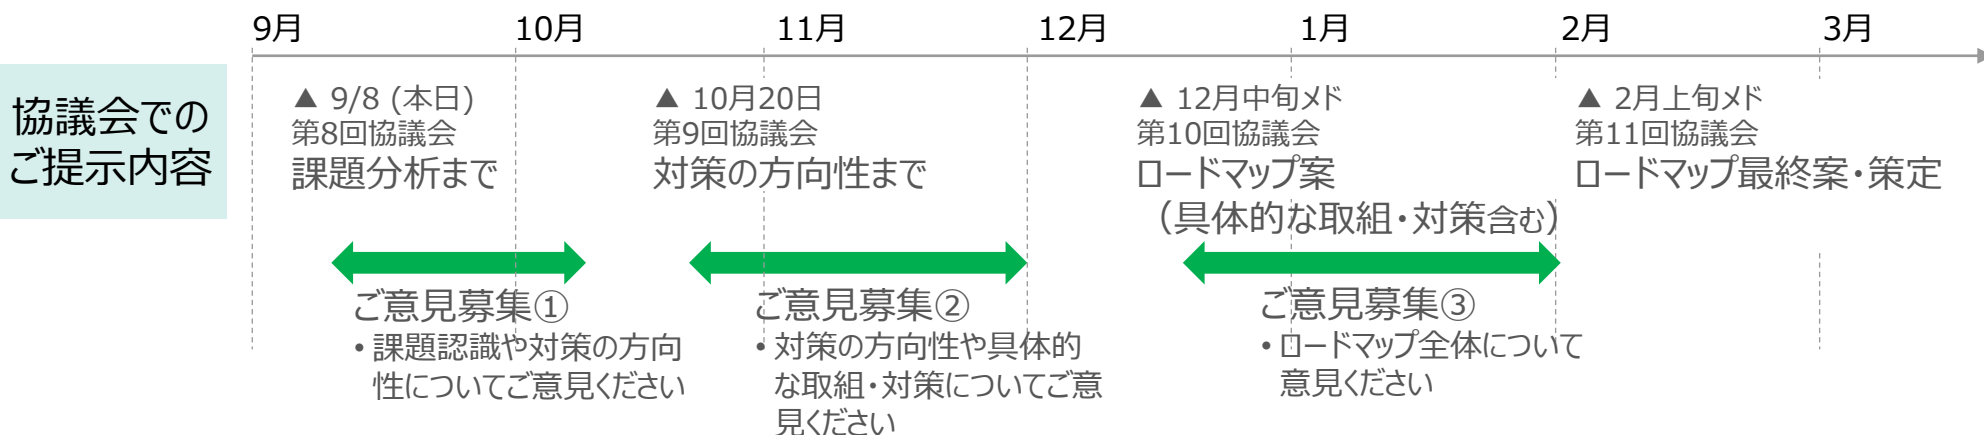 9月
10月
11月
12月
1月
2月
3月
協議会での
ご提示内容
▲ 9/8 (本日)
第8回協議会
課題分析まで
▲ 10月20日
第9回協議会
対策の方向性まで
▲ 12月中旬メド
第10回協議会
ロードマップ案
（具体的な取組・対策含む）
▲ 2月上旬メド
第11回協議会
ロードマップ最終案・策定
ご意見募集①
• 課題認識や対策の方向
性についてご意見ください
ご意見募集②
• 対策の方向性や具体的
な取組・対策についてご意
見ください
ご意見募集③
• ロードマップ全体について
意見ください